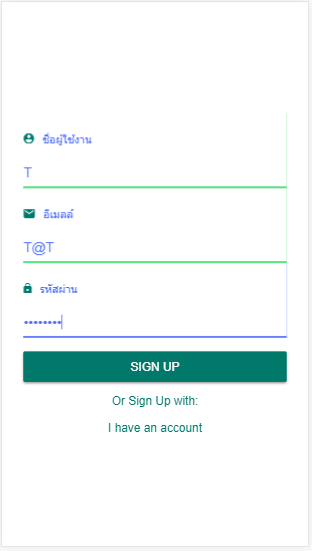 ชื่อผู้ใช้งาน
T
อีเมลล์
T@T
รหัสผ่าน
••••••••
SIGN UP
Or Sign Up with:
I have an account